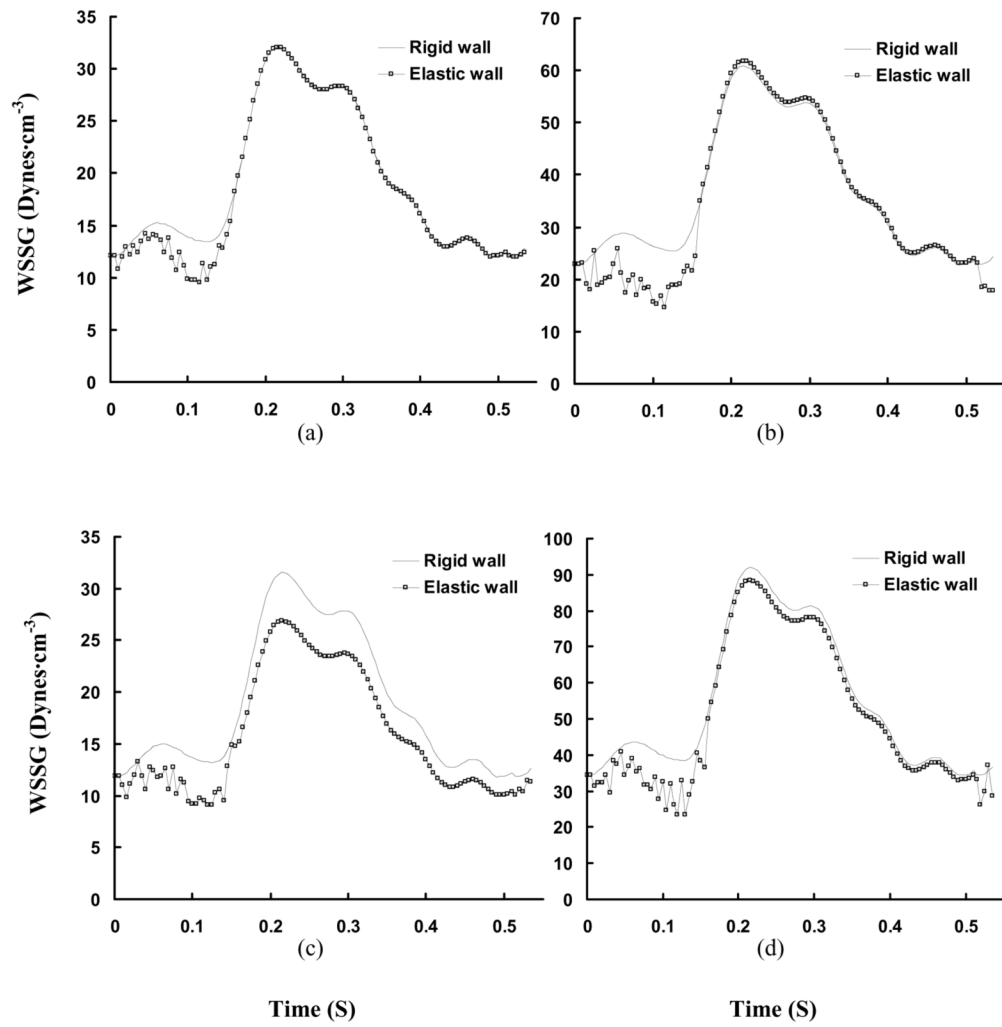 35
30
25
20
15
10
5
0
WSSG (Dynes·cm-3)
Rigid wall
Elastic wall
0 0.1 0.2 0.3 0.4 0.5
(a)
70
60
50
40
30
20
10
0
Rigid wall
Elastic wall
0 0.1 0.2 0.3 0.4 0.5
(b)
35
30
25
20
15
10
5
0
WSSG (Dynes·cm-3)
Rigid wall
Elastic wall
0 0.1 0.2 0.3 0.4 0.5
(c)
100
90
80
70
60
50
40
30
20
10
0
Rigid wall
Elastic wall
0 0.1 0.2 0.3 0.4 0.5
(d)
Time (S)
Time (S)